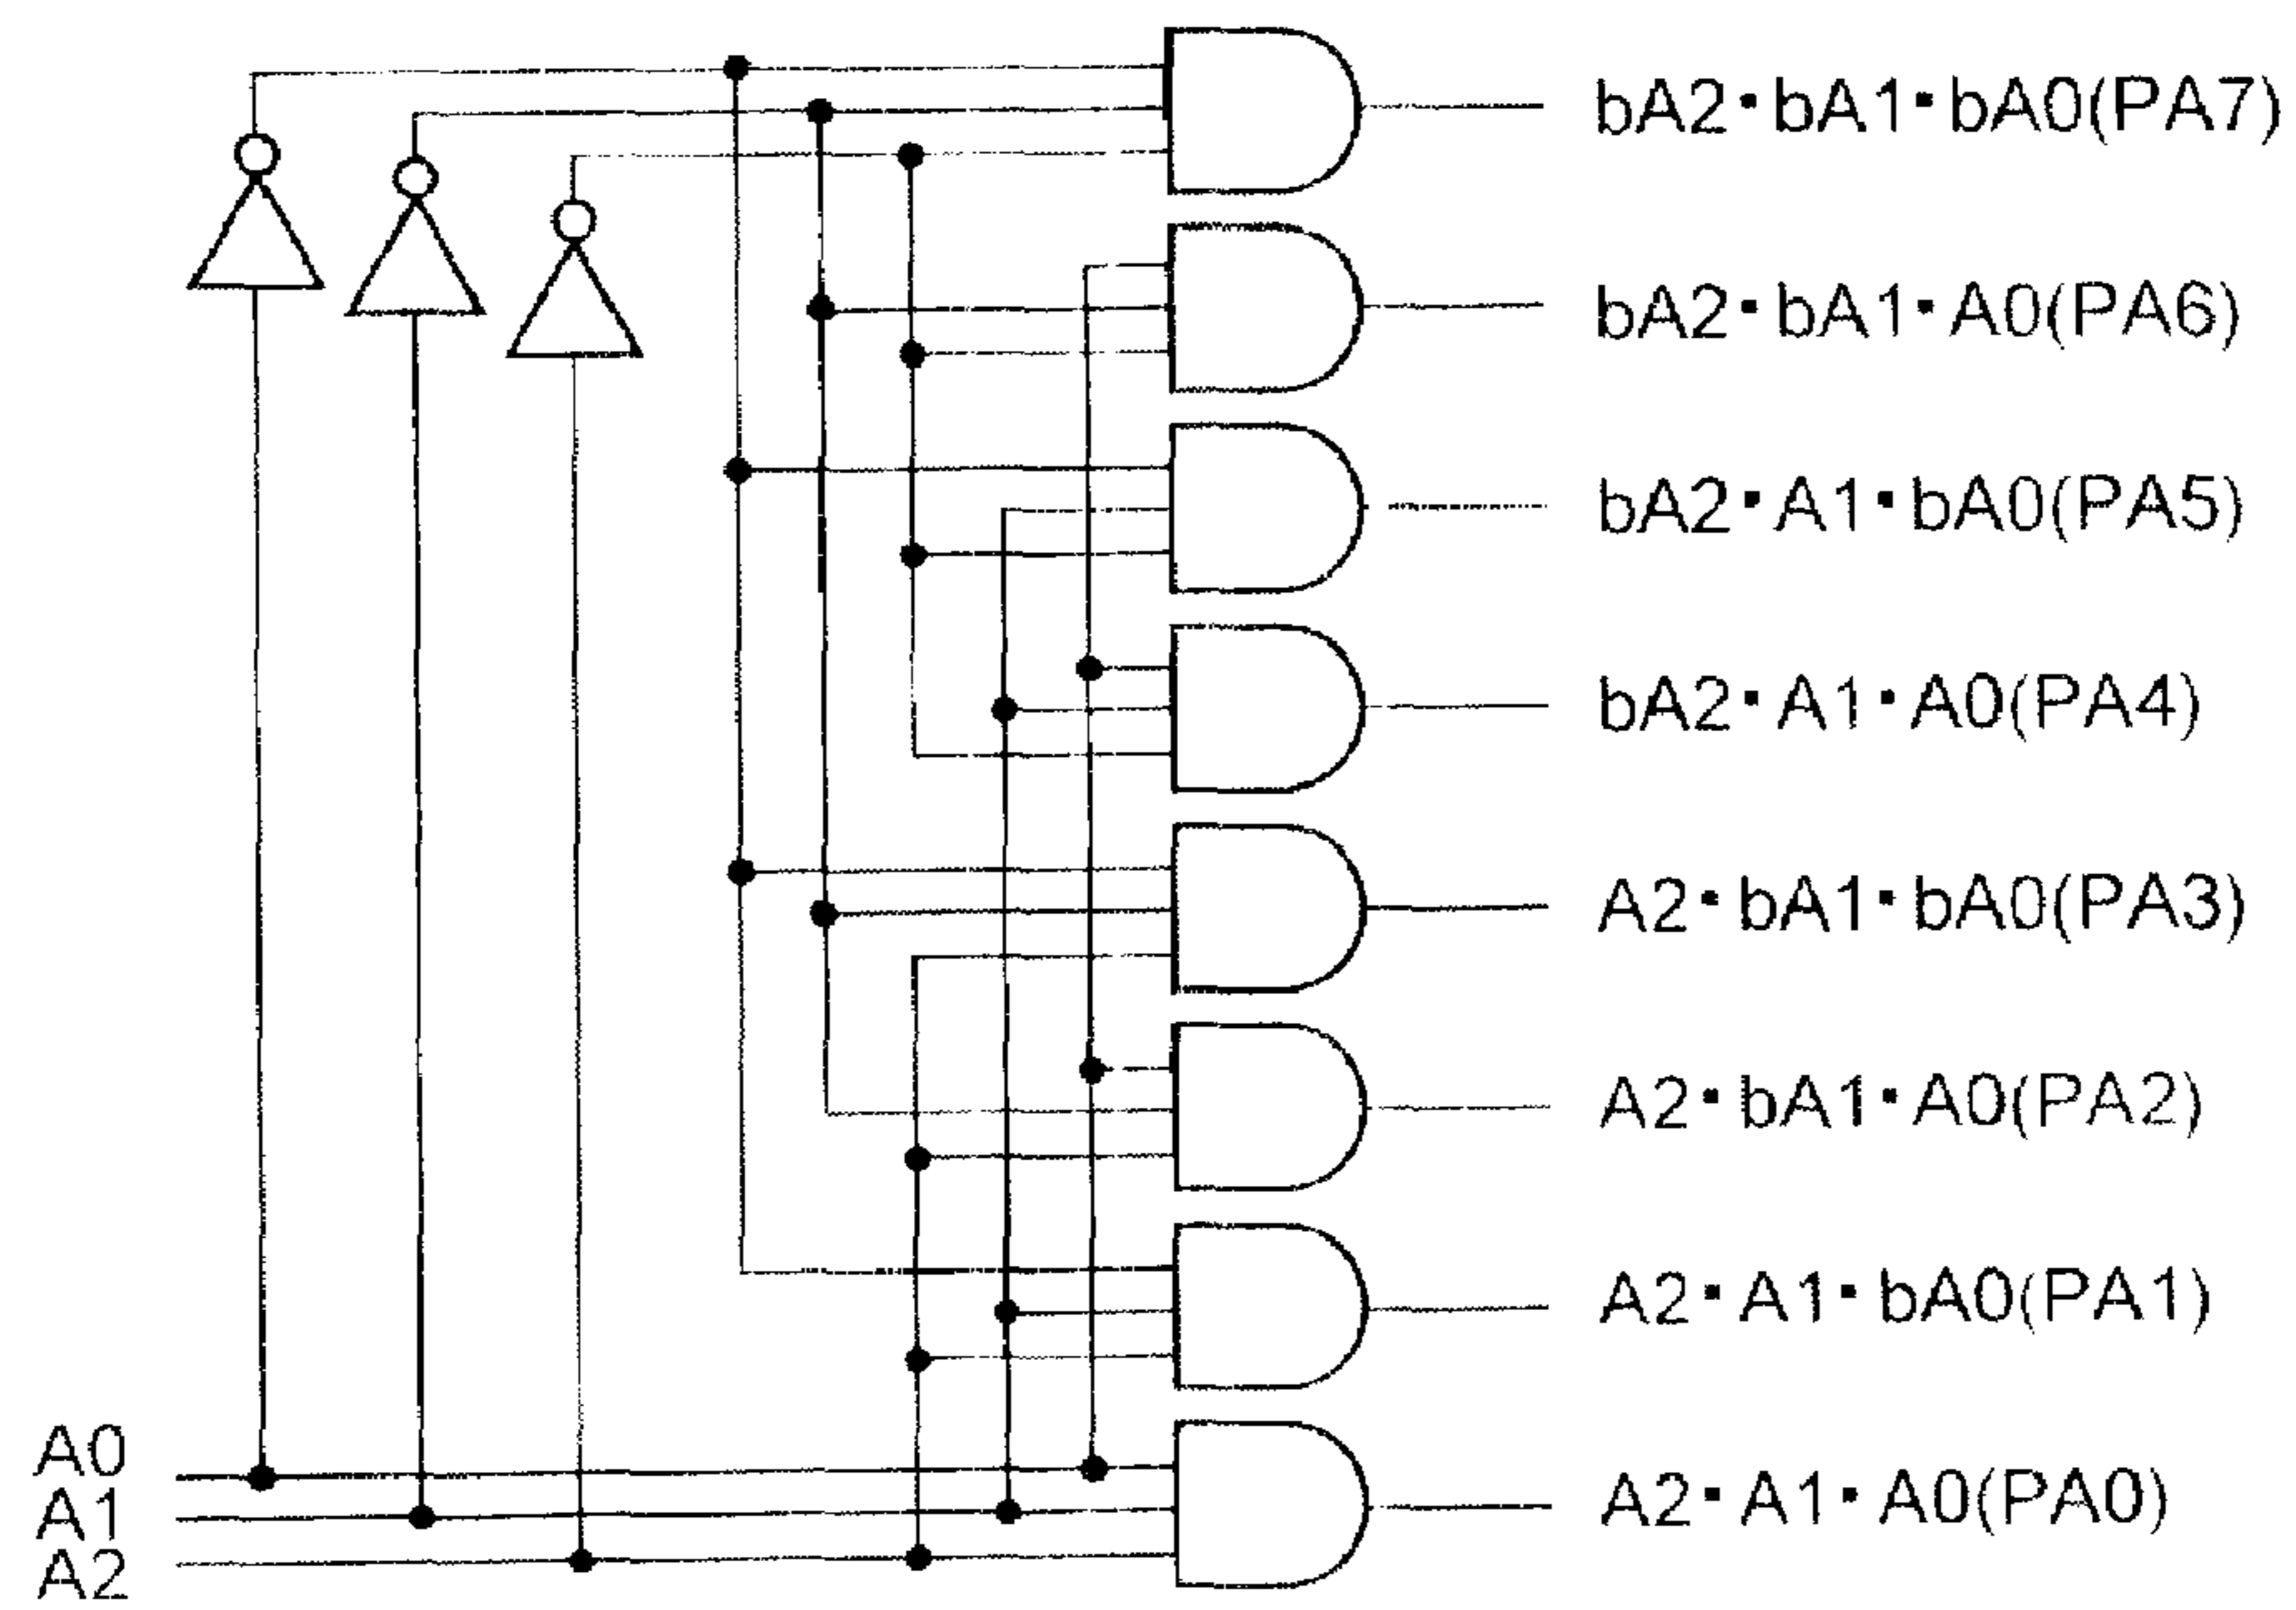 bA2·bA1·bA0(PA7)
bA2·bA1·A0(PA6)
bA2·A1·bA0(PA5)
bA2·A1·A0(PA4)
A2·bA1·bA0(PA3)
A2·bA1·A0(PA2)
A2·A1·bA0(PA1)
A0
A1
A2
A2·A1·A0(PA0)